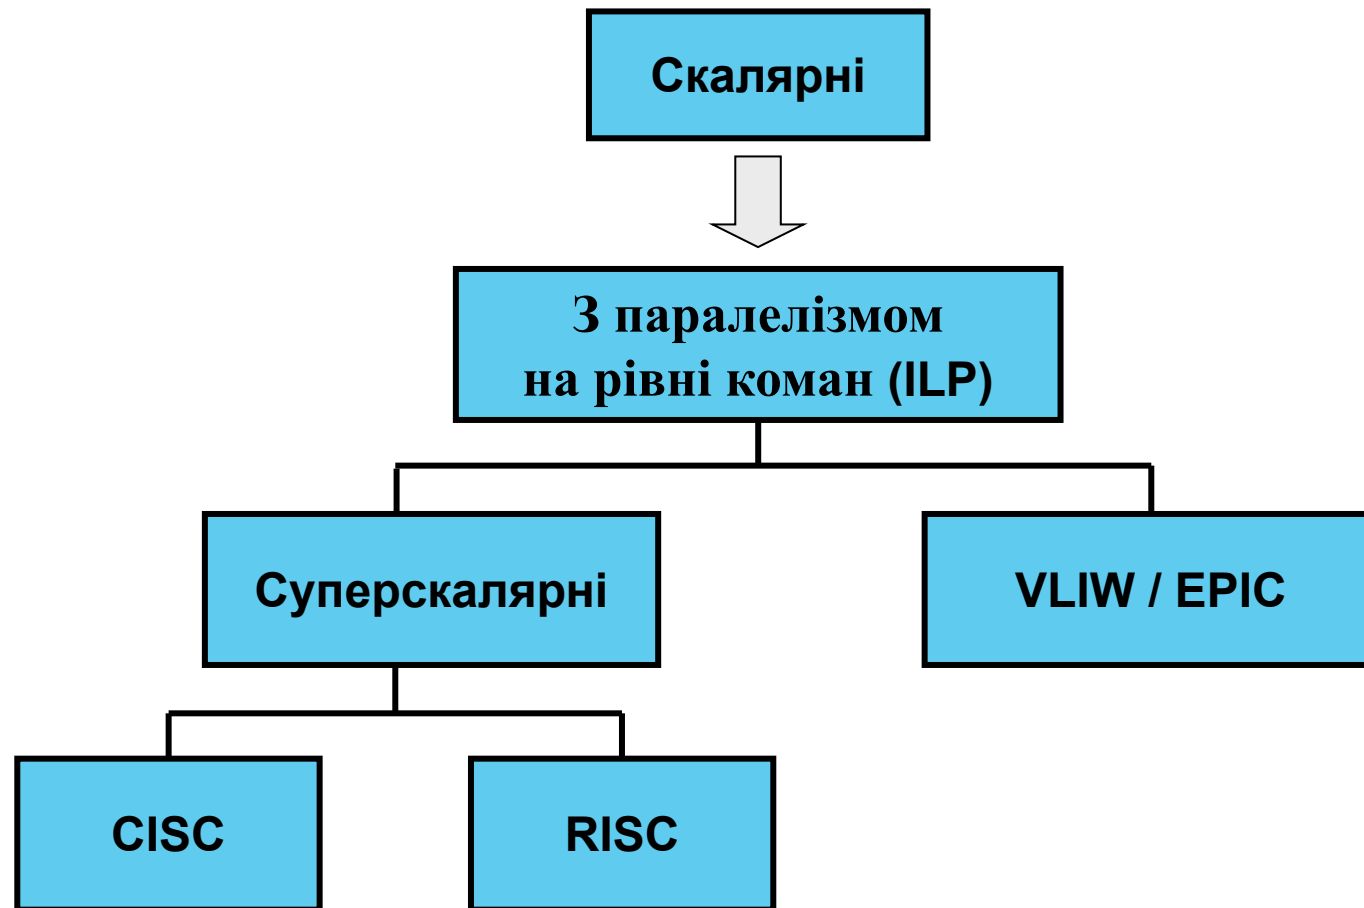 Скалярні
З паралелізмом
на рівні коман (ILP)
Суперскалярні
VLIW / EPIC
CISC
RISC